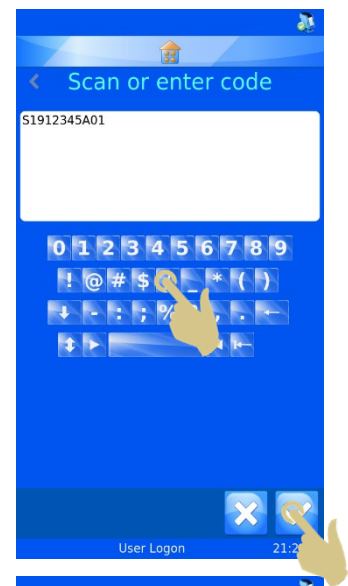 Scan or enter code
S1912345A01
0 1 2 3 4 5 6 7 8 9
! @ # $ _ * ( )
- : ; % , .
User Logon